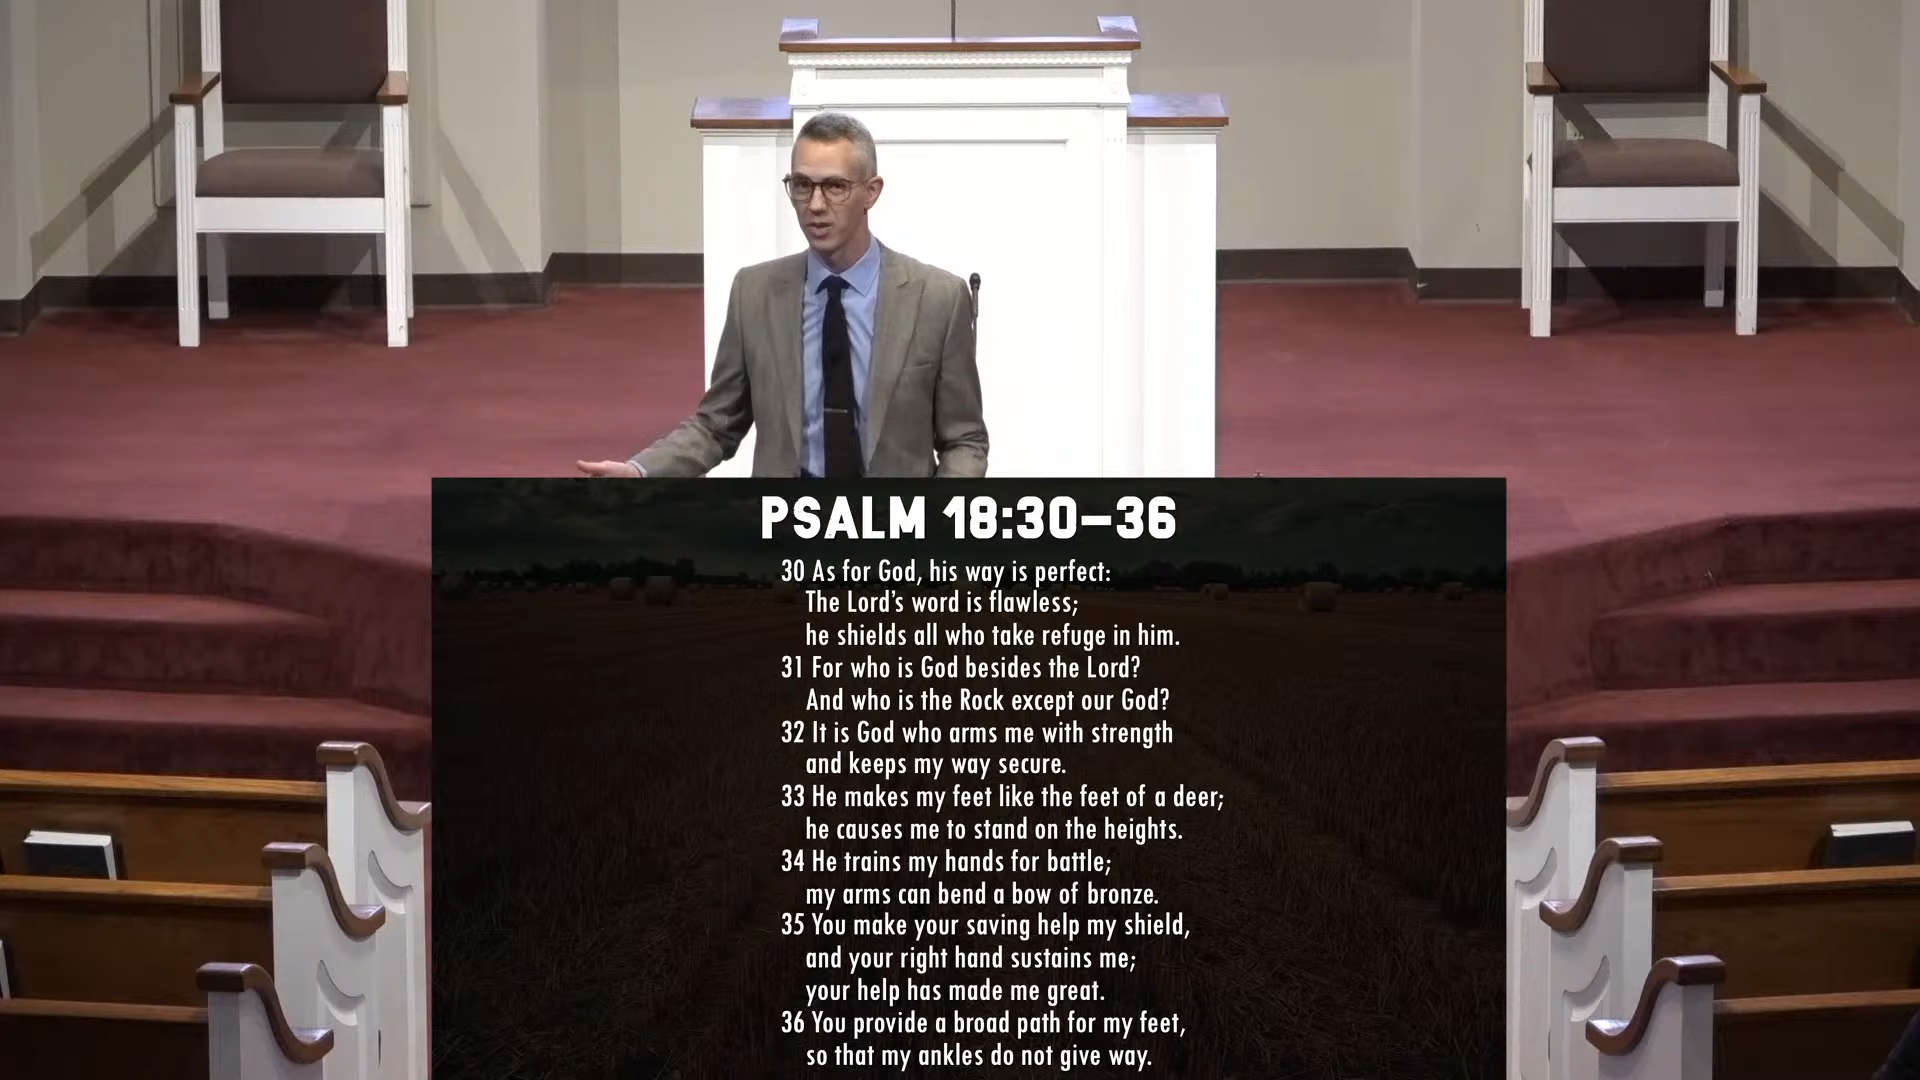 PSALM 18:30–36
30 As for God, his way is perfect:
The Lord’s word is flawless;
he shields all who take refuge in him.
31 For who is God besides the Lord?
And who is the Rock except our God?
32 It is God who arms me with strength
and keeps my way secure.
33 He makes my feet like the feet of a deer;
he causes me to stand on the heights.
34 He trains my hands for battle;
my arms can bend a bow of bronze.
35 You make your saving help my shield,
and your right hand sustains me;
your help has made me great.
36 You provide a broad path for my feet,
so that my ankles do not give way.